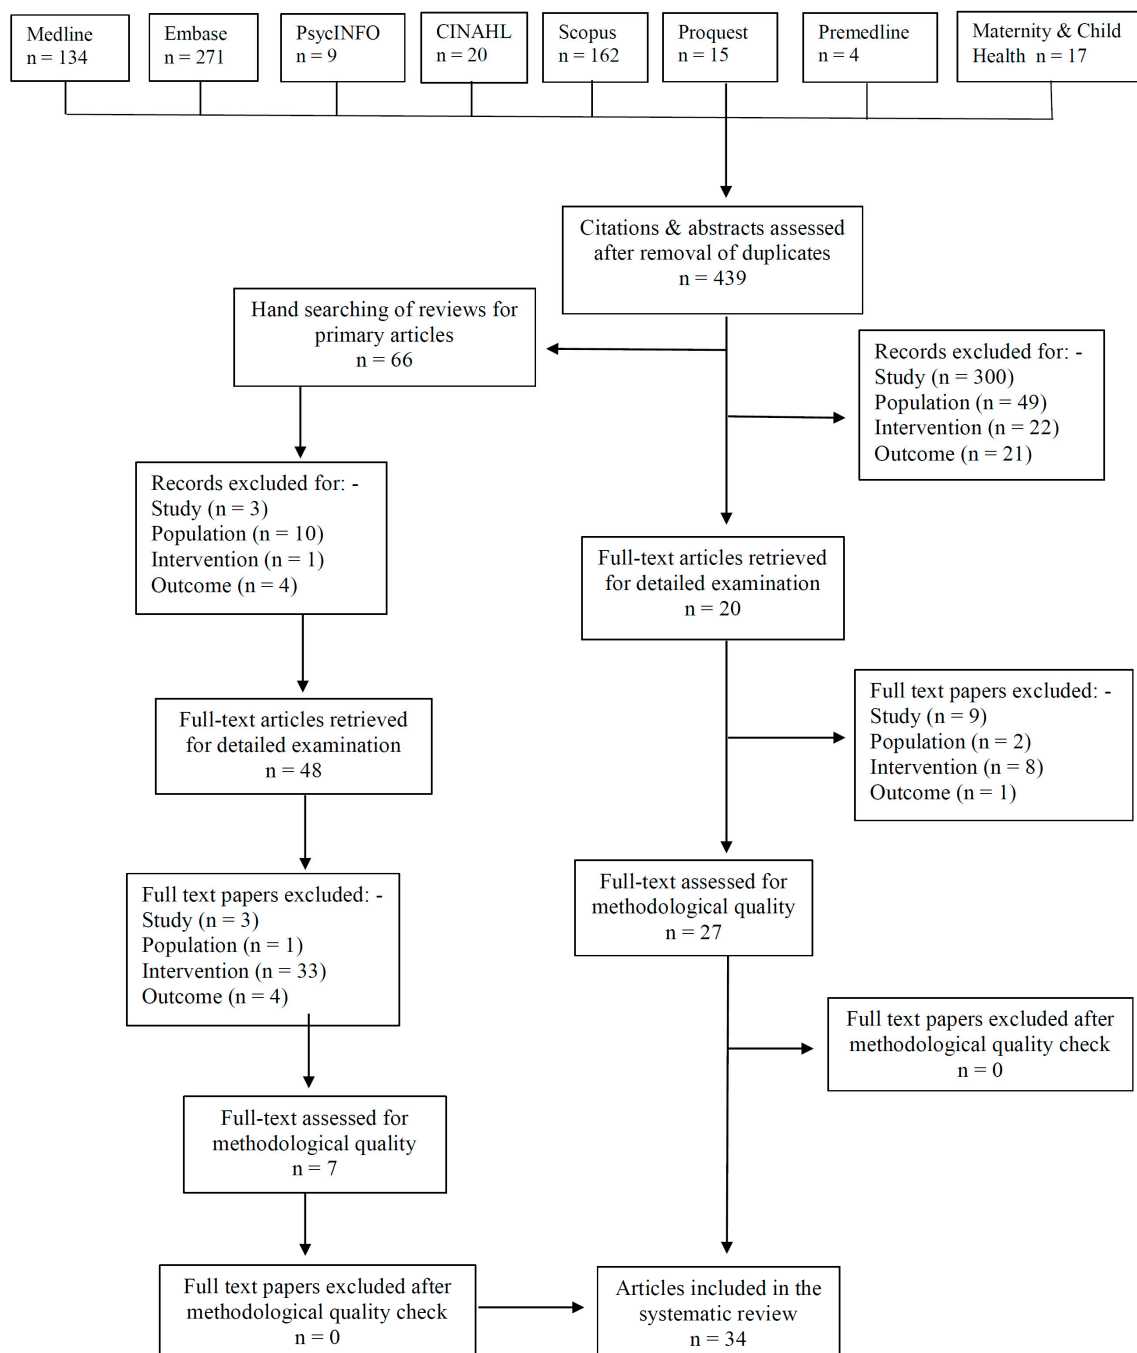 Medline
n = 134
Embase
n = 271
PsycINFO
n = 9
CINAHL
n = 20
Scopus
n = 162
Proquest
n = 15
Premedline
n = 4
Maternity & Child
Health n = 17
Citations & abstracts assessed
after removal of duplicates
n = 439
Hand searching of reviews for
primary articles
n = 66
Records excluded for: -
Study (n = 300)
Population (n = 49)
Intervention (n = 22)
Outcome (n = 21)
Records excluded for: -
Study (n = 3)
Population (n = 10)
Intervention (n = 1)
Outcome (n = 4)
Full-text articles retrieved
for detailed examination
n = 20
Full text papers excluded: -
Study (n = 9)
Population (n = 2)
Intervention (n = 8)
Outcome (n = 1)
Full-text articles retrieved
for detailed examination
n = 48
Full-text assessed for
methodological quality
n = 27
Full text papers excluded: -
Study (n = 3)
Population (n = 1)
Intervention (n = 33)
Outcome (n = 4)
Full text papers excluded after
methodological quality check
n = 0
Full-text assessed for
methodological quality
n = 7
Full text papers excluded after
methodological quality check
n = 0
Articles included in the
systematic review
n = 34